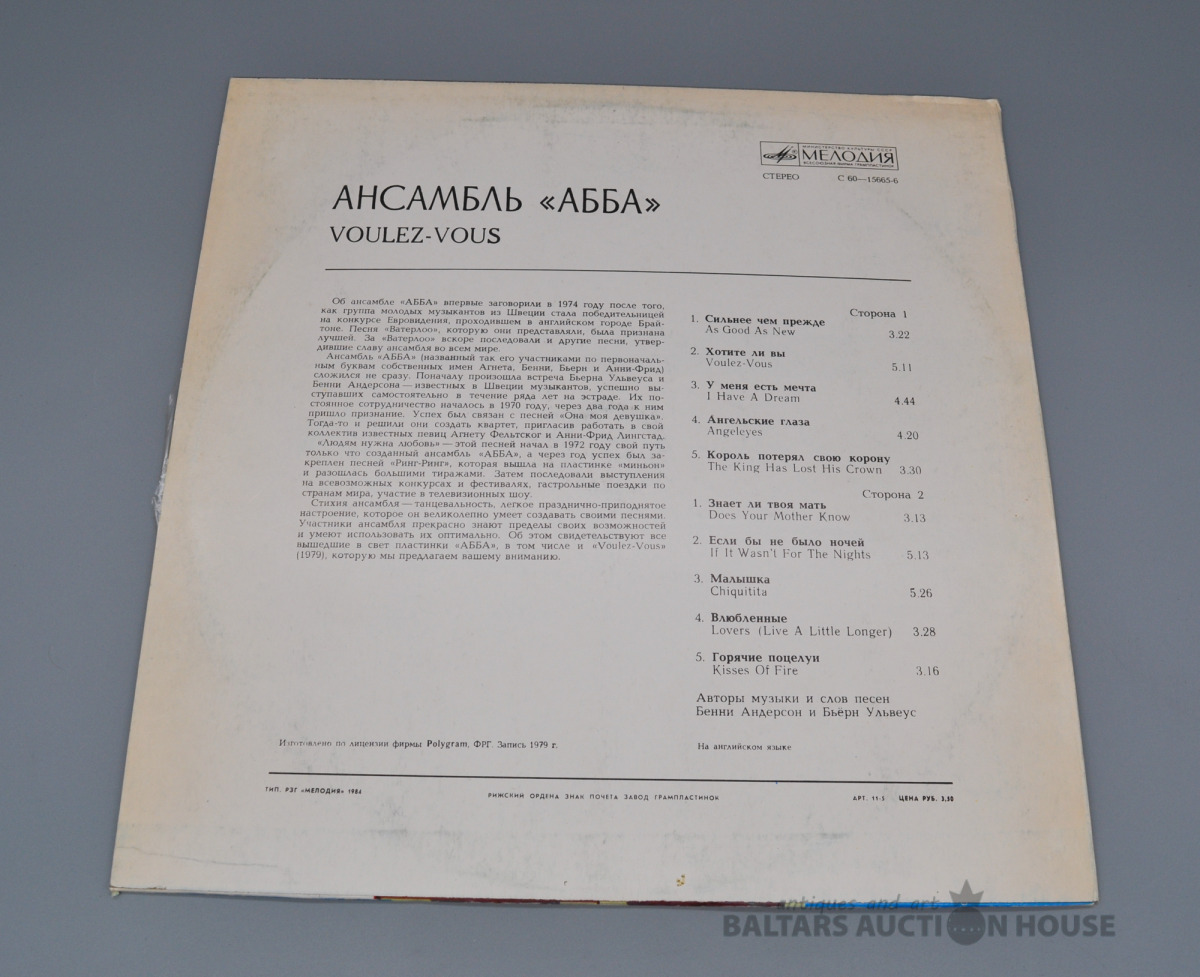 МИНИСТЕРСТВО КУЛЬТУРЫ СССР
МЕЛОДИЯ
ВСЕСОЮЗНАЯ ФИРМА ГРАМПЛАСТИНОК
СТЕРЕО С 60—15665-6
АНСАМБЛЬ «АББА»
VOULEZ-VOUS
Об ансамбле «АББА» впервые заговорили в 1974 году после того,
как группа молодых музыкантов из Швеции стала победительницей
на конкурсе Евровидения, проходившем в английском городе Брай-
тоне. Песня «Ватерлоо», которую они представляли, была признана
лучшей. За «Ватерлоо» вскоре последовали и другие песни, утвер-
дившие славу ансамбля во всем мире.
Ансамбль «АББА» (названный так его участниками по первоначаль-
ным буквам собственных имен Агнета, Бенни, Бьерн и Анни-Фрид)
сложился не сразу. Поначалу произошла встреча Бьерна Ульвеуса и
Бенни Андерсона — известных в Швеции музыкантов, успешно вы-
ступавших самостоятельно в течение ряда лет на эстраде. Их по-
стоянное сотрудничество началось в 1970 году, через два года к ним
пришло признание. Успех был связан с песней «Она моя девушка».
Тогда-то и решили они создать квартет, пригласив работать в свой
коллектив известных певиц Агнету Фельтског и Анни-Фрид Лингстад.
«Людям нужна любовь» — этой песней начал в 1972 году свой путь
только что созданный ансамбль «АББА», а через год успех был за-
креплен песней «Ринг-Ринг», которая вышла на пластинке «миньон»
и разошлась большими тиражами. Затем последовали выступления
на всевозможных конкурсах и фестивалях, гастрольные поездки по
странам мира, участие в телевизионных шоу.
Стихия ансамбля — танцевальность, легкое празднично-приподнятое
настроение, которое он великолепно умеет создавать своими песнями.
Участники ансамбля прекрасно знают пределы своих возможностей
и умеют использовать их оптимально. Об этом свидетельствуют все
вышедшие в свет пластинки «АББА», в том числе и «Voulez-Vous»
(1979), которую мы предлагаем вашему вниманию.
Сторона 1
1. Сильнее чем прежде
As Good As New 3.22
2. Хотите ли вы
Voulez-Vous 5.11
3. У меня есть мечта
I Have A Dream 4.44
4. Ангельские глаза
Angeleyes 4.20
5. Король потерял свою корону
The King Has Lost His Crown 3.30
Сторона 2
1. Знает ли твоя мать
Does Your Mother Know 3.13
2. Если бы не было ночей
If It Wasn't For The Nights 5.13
3. Малышка
Chiquitita 5.26
4. Влюбленные
Lovers (Live A Little Longer) 3.28
5. Горячие поцелуи
Kisses Of Fire 3.16
Авторы музыки и слов песен
Бенни Андерсон и Бьёрн Ульвеус
Изготовлено по лицензии фирмы Polygram, ФРГ. Запись 1979 г.
На английском языке
ТИП. РЗГ «МЕЛОДИЯ» 1984 РИЖСКИЙ ОРДЕНА ЗНАК ПОЧЕТА ЗАВОД ГРАМПЛАСТИНОК АРТ. 11-5 ЦЕНА РУБ. 3,50
antiques and art
BALTARS AUCTION HOUSE